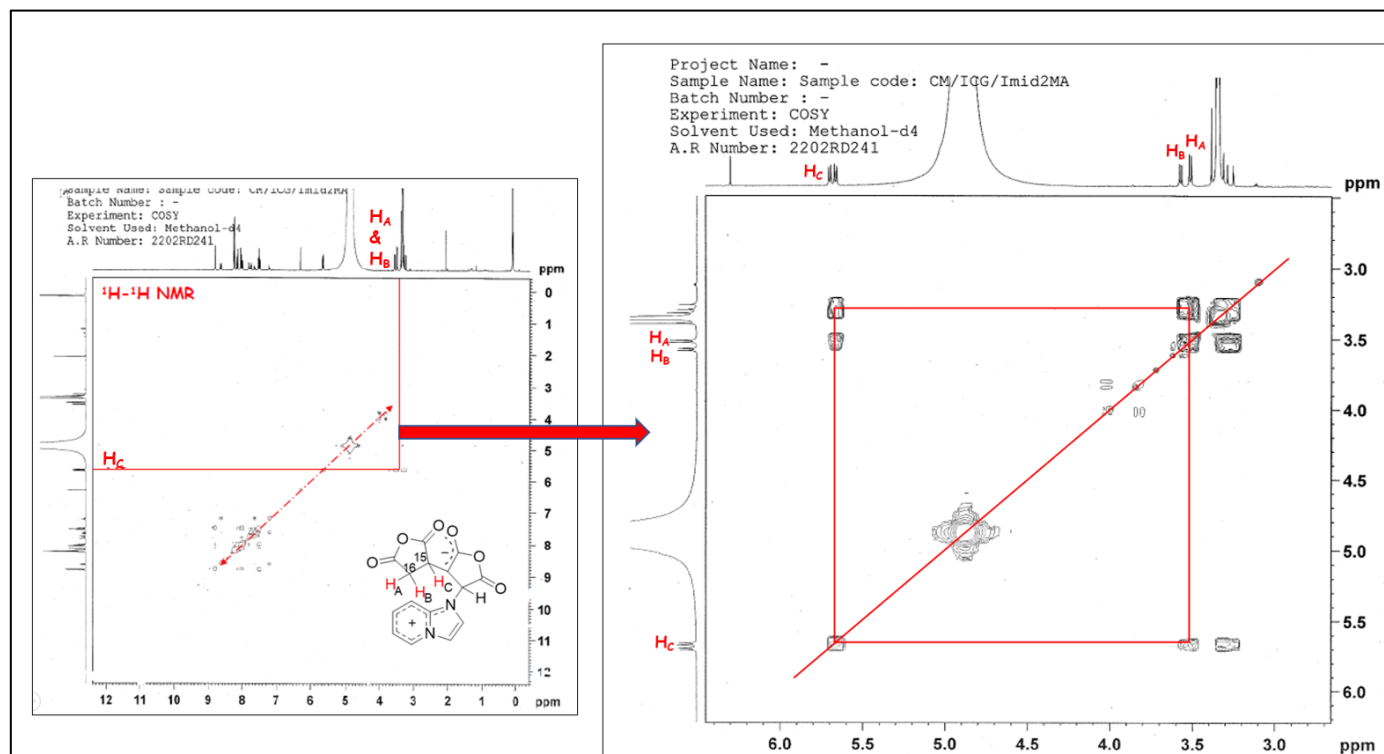 Project Name: -
Sample Name: Sample code: CM/ICG/Imid2MA
Batch Number : -
Experiment: COSY
Solvent Used: Methanol-d4
A.R Number: 2202RD241
HC
HB
HA
ppm
3.0
3.5
4.0
4.5
5.0
5.5
6.0
HA
HB
HC
6.0 5.5 5.0 4.5 4.0 3.5 3.0 ppm
Sample Name: Sample code: CM/ICG/Imid2MA
Batch Number : -
Experiment: COSY
Solvent Used: Methanol-d4
A.R Number: 2202RD241
HA
&
HB
ppm
¹H-¹H NMR
HC
0
1
2
3
4
5
6
7
8
9
10
11
12
O O O
O O O
15
16
HA HB HC H
N
N
+
-
12 11 10 9 8 7 6 5 4 3 2 1 0 ppm